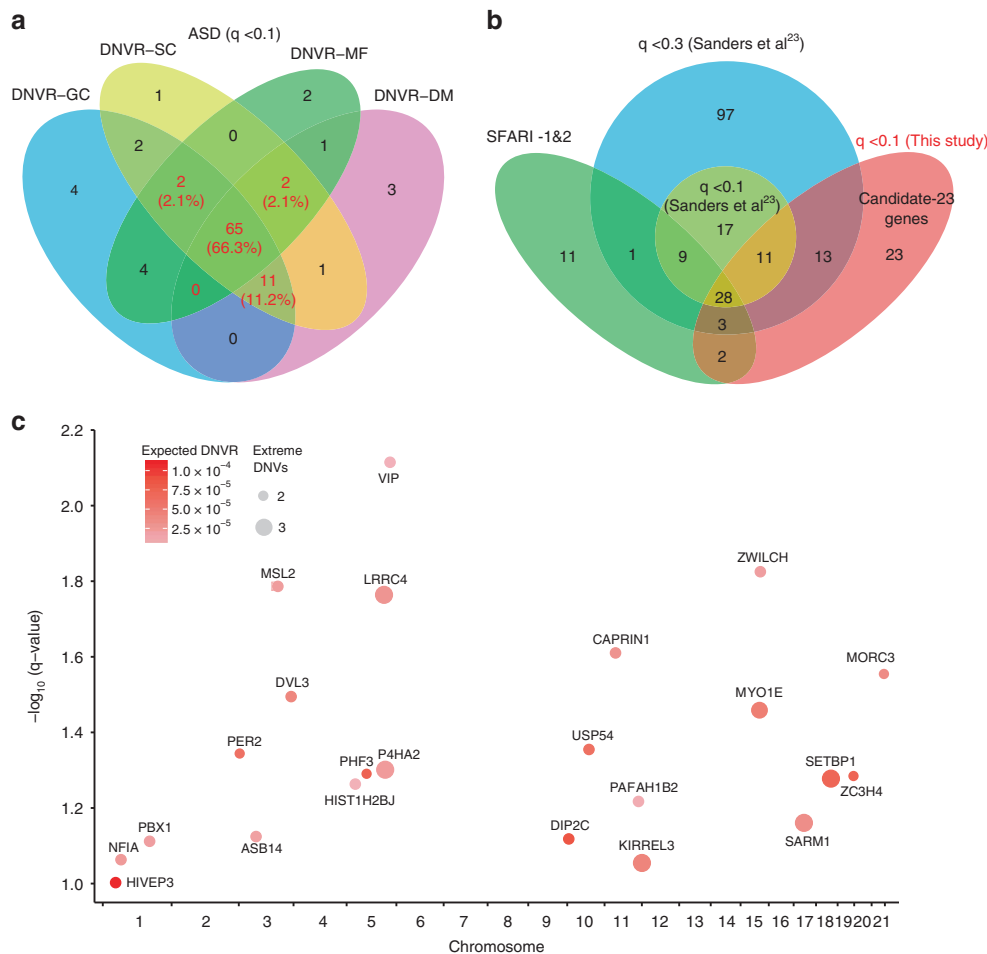 a
ASD (q <0.1)
DNVR–SC
DNVR–MF
DNVR–GC
DNVR–DM
1
2
0
2
1
4
2
(2.1%)
2
(2.1%)
3
65
(66.3%)
4
0
11
(11.2%)
1
0
b
q <0.3 (Sanders et al23)
97
SFARI -1&2
q <0.1 (This study)
q <0.1
(Sanders et al23)
17
Candidate-23
genes
11
1
9
11
13
23
28
3
2
c
2.2
2.0
1.8
1.6
1.4
1.2
1.0
–log10 (q–value)
Expected DNVR
1.0 × 10−4
7.5 × 10−5
5.0 × 10−5
2.5 × 10−5
Extreme
DNVs
2
3
VIP
MSL2
LRRC4
ZWILCH
CAPRIN1
MORC3
DVL3
MYO1E
PER2
USP54
PHF3
P4HA2
SETBP1
HIST1H2BJ
PAFAH1B2
ZC3H4
PBX1
ASB14
DIP2C
SARM1
NFIA
KIRREL3
HIVEP3
1 2 3 4 5 6 7 8 9 10 11 12 13 14 15 16 17 18 19 20 21
Chromosome